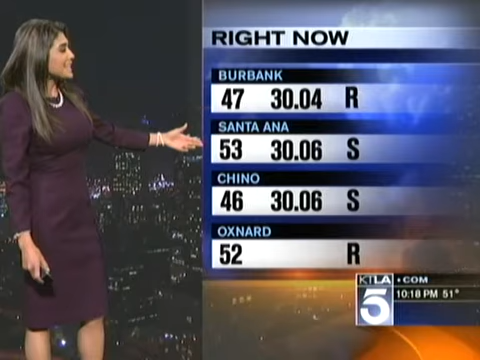 RIGHT NOW
BURBANK
47 30.04 R
SANTA ANA
53 30.06 S
CHINO
46 30.06 S
OXNARD
52 R
KTLA .COM
5 10:18 PM 51°